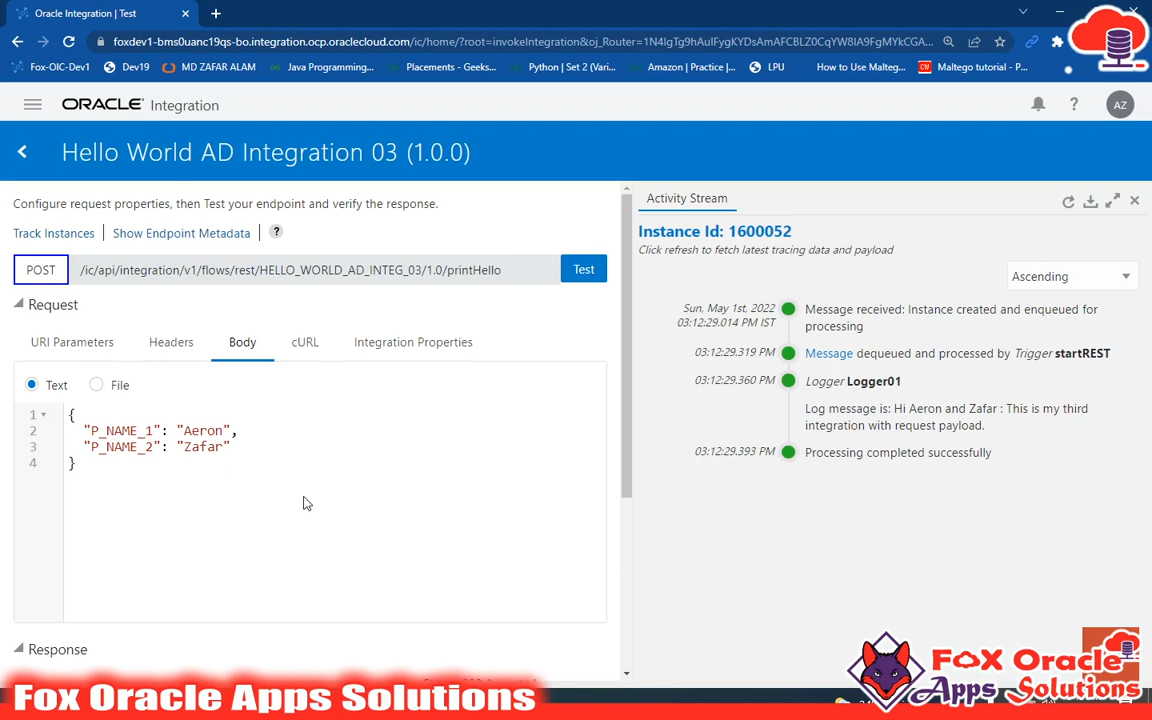 Oracle Integration | Test
foxdev1-bms0uanc19qs-bo.integration.ocp.oraclecloud.com/ic/home/?root=invokeIntegration&oj_Router=1N4IgTg9hAuIFygKYDsAmAFCBLZ0CqYW8IA9FgMYkCGA...
Fox-OIC-Dev1 Dev19 MD ZAFAR ALAM Java Programming... Placements - Geeks... Python | Set 2 (Vari... Amazon | Practice |... LPU How to Use Malteg... Maltego tutorial - P...
ORACLE Integration
AZ
Hello World AD Integration 03 (1.0.0)
Configure request properties, then Test your endpoint and verify the response.
Track Instances Show Endpoint Metadata ?
POST /ic/api/integration/v1/flows/rest/HELLO_WORLD_AD_INTEG_03/1.0/printHello Test
Request
URI Parameters Headers Body cURL Integration Properties
Text File
1 {
2 "P_NAME_1": "Aeron",
3 "P_NAME_2": "Zafar"
4 }
Response
Activity Stream
Instance Id: 1600052
Click refresh to fetch latest tracing data and payload
Ascending
Sun, May 1st, 2022
03:12:29.014 PM IST
Message received: Instance created and enqueued for
processing
03:12:29.319 PM Message dequeued and processed by Trigger startREST
03:12:29.360 PM Logger Logger01
Log message is: Hi Aeron and Zafar : This is my third
integration with request payload.
03:12:29.393 PM Processing completed successfully
Fox Oracle Apps Solutions
FOX Oracle
Apps Solutions